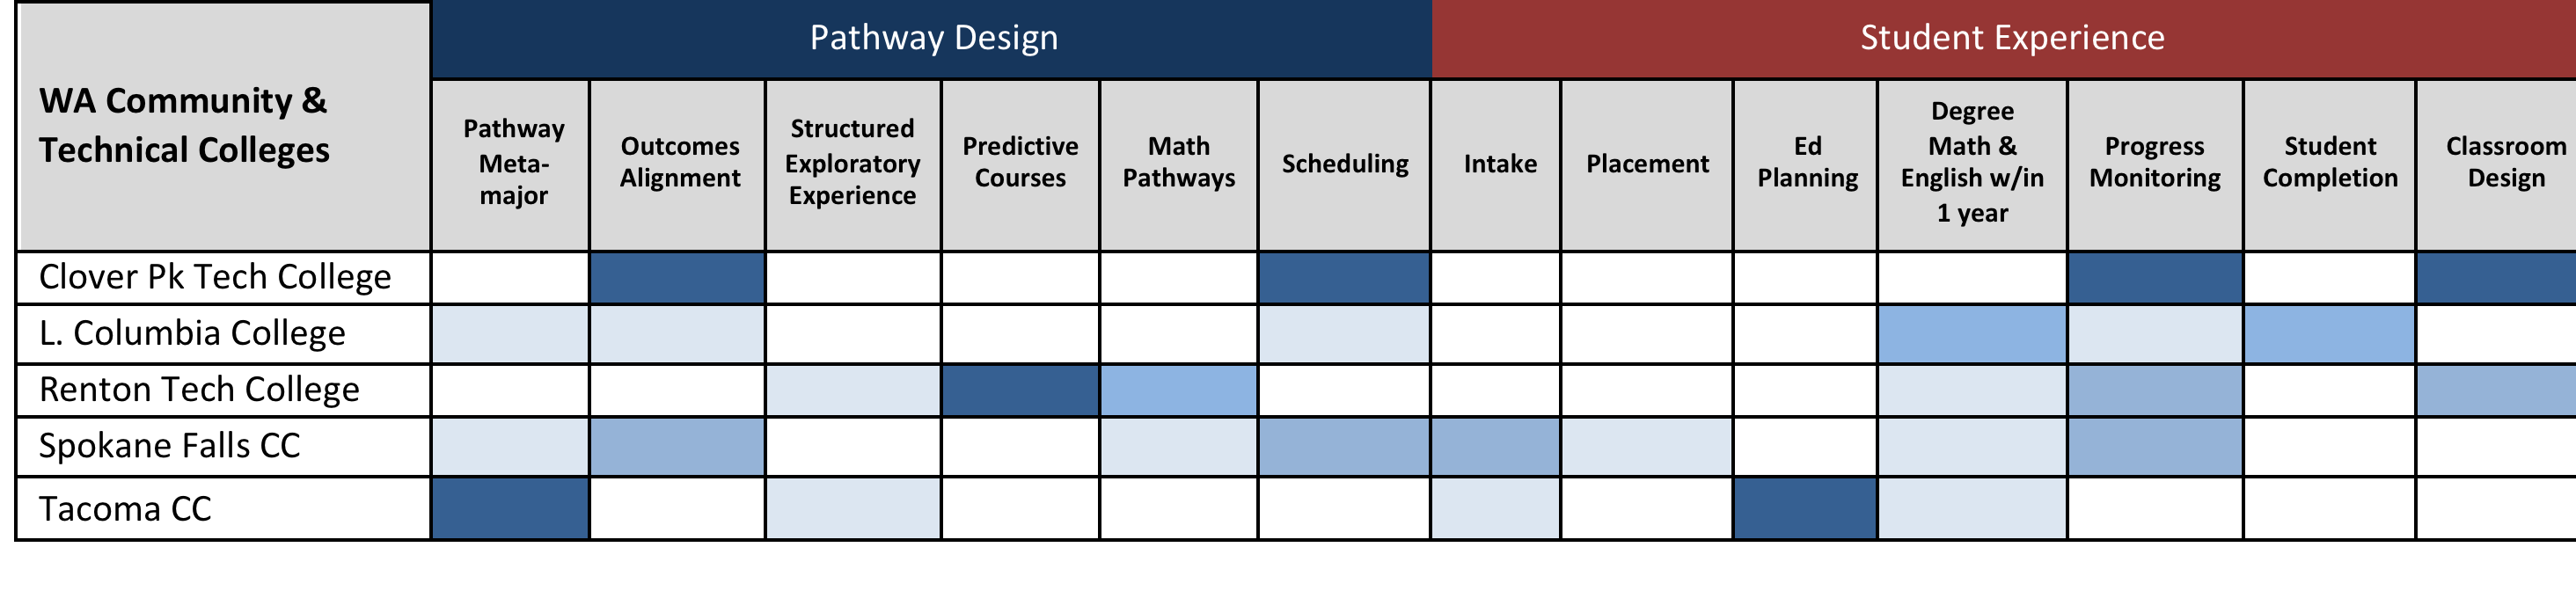 Pathway Design
Student Experience
WA Community &
Technical Colleges
Pathway
Meta-
major
Outcomes
Alignment
Structured
Exploratory
Experience
Predictive
Courses
Math
Pathways
Scheduling
Intake
Placement
Ed
Planning
Degree
Math &
English w/in
1 year
Progress
Monitoring
Student
Completion
Classroom
Design
Clover Pk Tech College
L. Columbia College
Renton Tech College
Spokane Falls CC
Tacoma CC